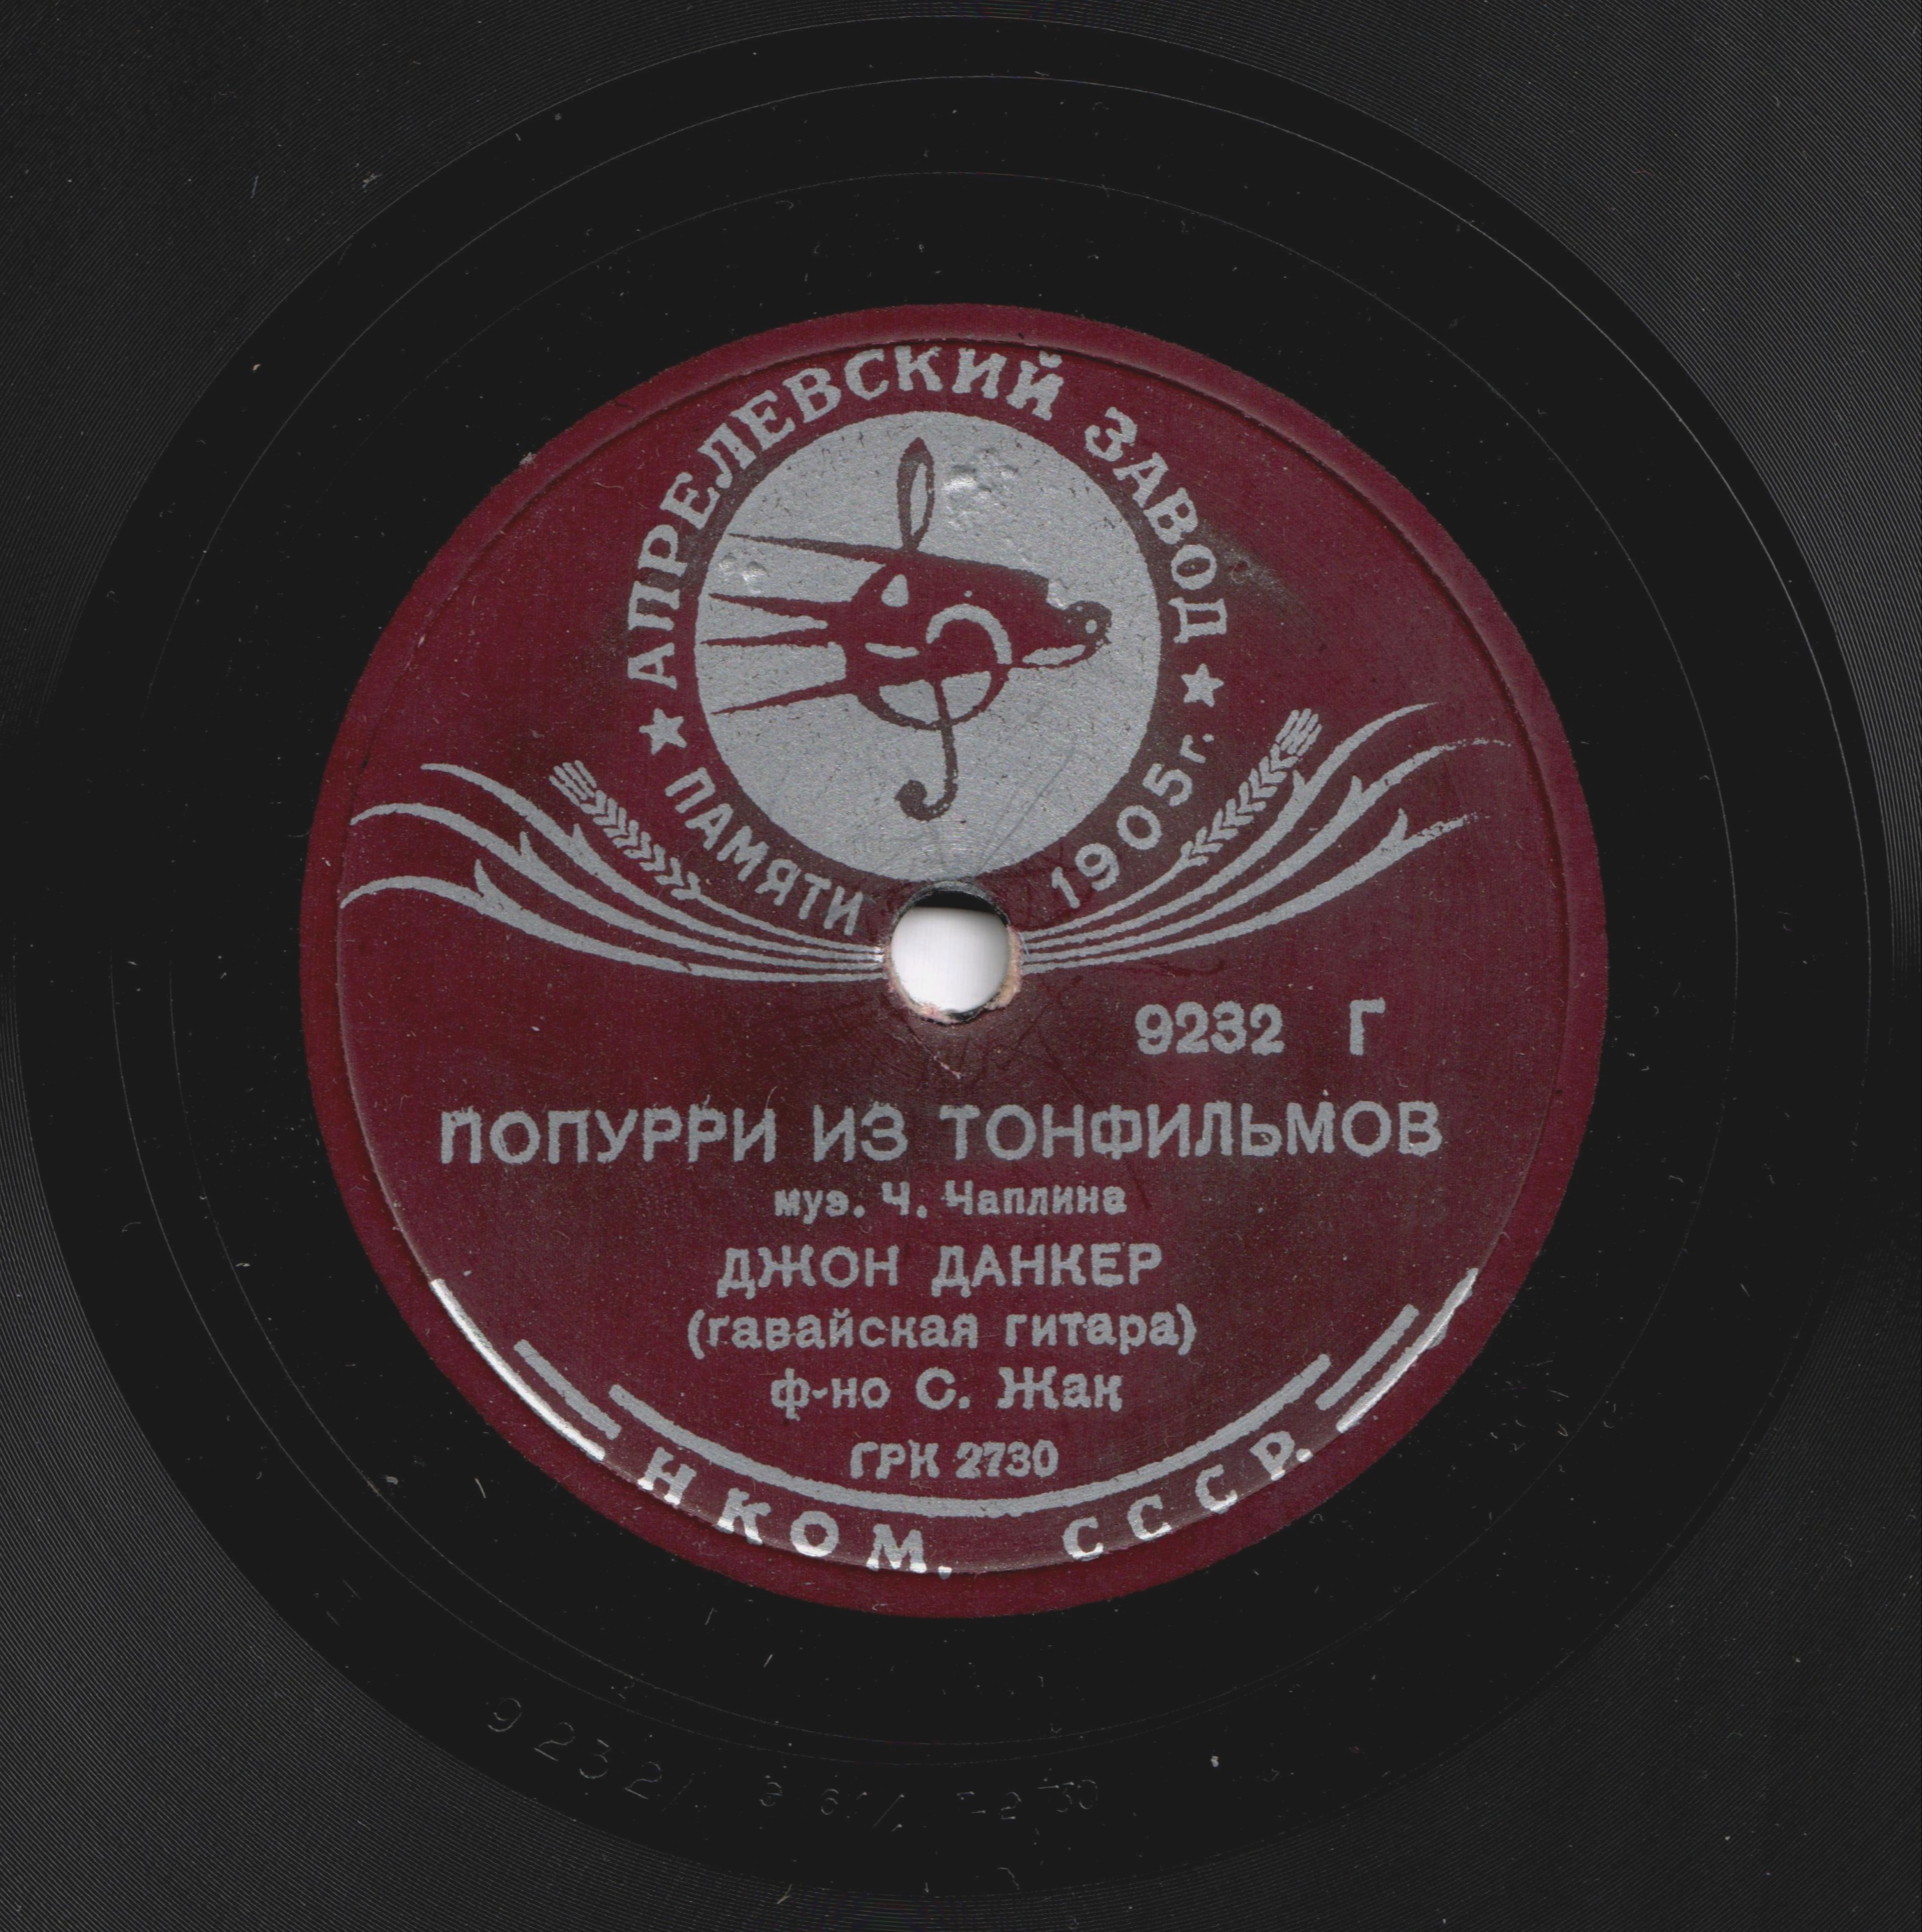 АПРЕЛЕВСКИЙ ЗАВОД
ПАМЯТИ 1905 г.
9232 Г
ПОПУРРИ ИЗ ТОНФИЛЬМОВ
муз. Ч. Чаплина
ДЖОН ДАНКЕР
(гавайская гитара)
ф-но С. Жак
ГРК 2730
НКОМ. СССР.
9232/.